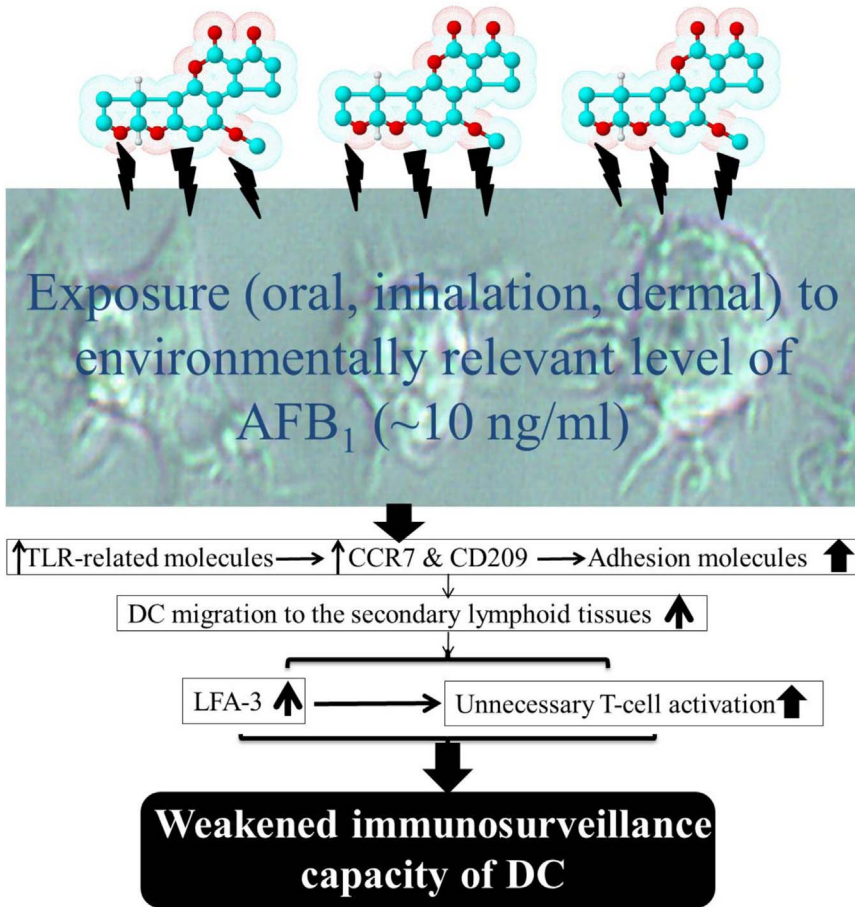 Exposure (oral, inhalation, dermal) to
environmentally relevant level of
AFB₁ (~10 ng/ml)
↑TLR-related molecules → ↑CCR7 & CD209 → Adhesion molecules ↑
DC migration to the secondary lymphoid tissues ↑
LFA-3 ↑ → Unnecessary T-cell activation ↑
Weakened immunosurveillance
capacity of DC